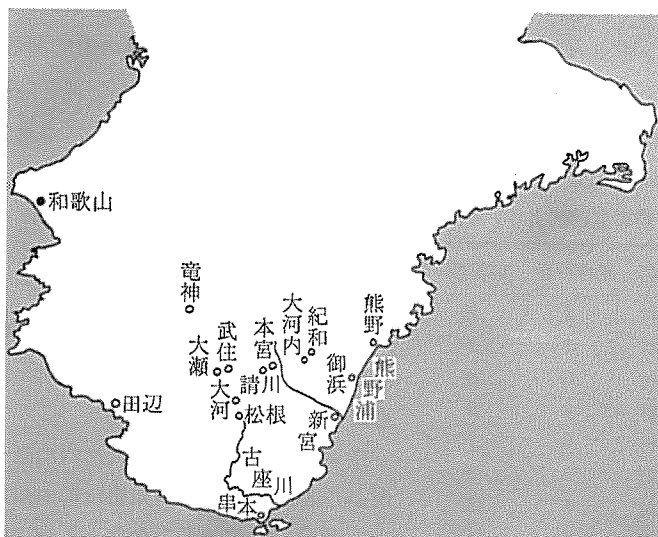 和歌山
竜神
大瀬
武住
本宮
請川
大河内
紀和
熊野
御浜
熊野浦
新宮
大河
松根
田辺
古座川
串本